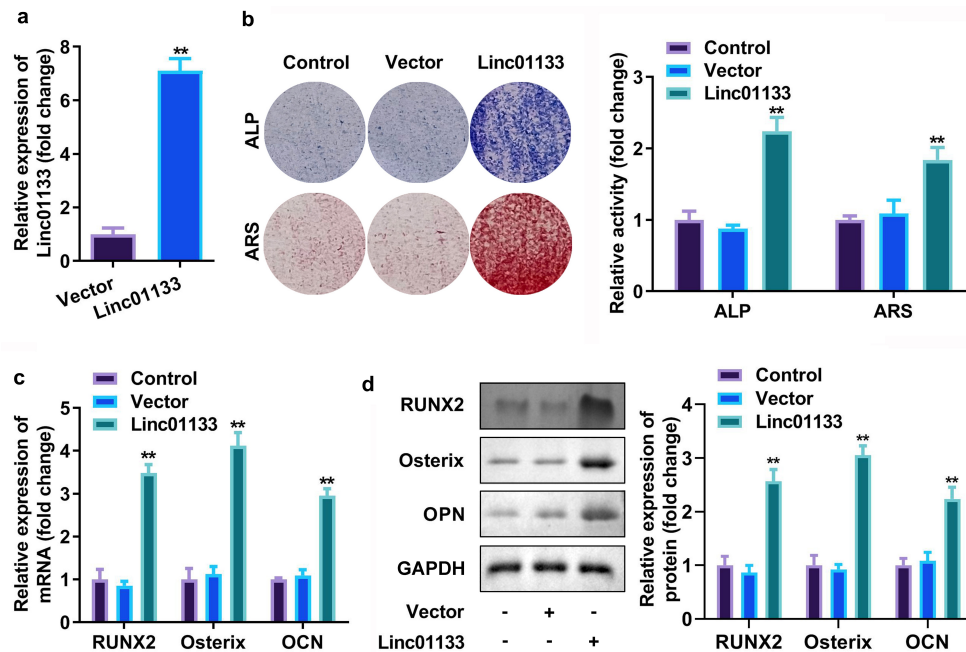 a
Relative expression of
Linc01133 (fold change)
8
6
4
2
0
**
Vector
Linc01133
b
Control Vector Linc01133
ALP
ARS
Relative activity (fold change)
Control
Vector
Linc01133
3
2
1
0
** **
ALP ARS
c
Relative expression of
mRNA (fold change)
Control
Vector
Linc01133
5
4
3
2
1
0
** ** **
RUNX2 Osterix OCN
d
RUNX2
Osterix
OPN
GAPDH
Vector - + -
Linc01133 - - +
Relative expression of
protein (fold change)
Control
Vector
Linc01133
4
3
2
1
0
** ** **
RUNX2 Osterix OCN